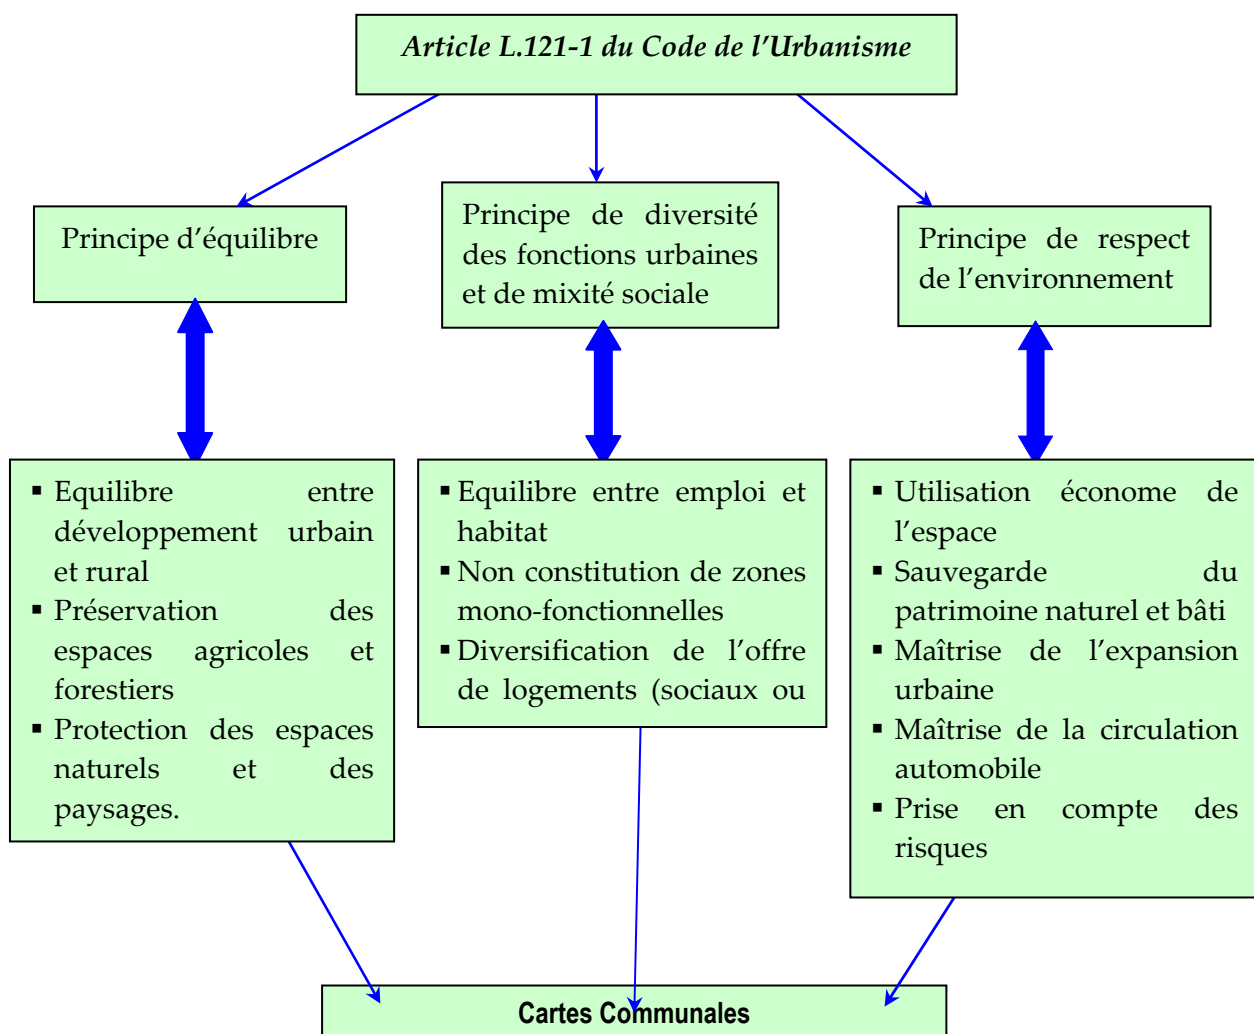 Article L.121-1 du Code de l’Urbanisme
Principe d’équilibre
Principe de diversité
des fonctions urbaines
et de mixité sociale
Principe de respect
de l’environnement
▪ Equilibre entre
développement urbain
et rural
▪ Préservation des
espaces agricoles et
forestiers
▪ Protection des espaces
naturels et des
paysages.
▪ Equilibre entre emploi et
habitat
▪ Non constitution de zones
mono-fonctionnelles
▪ Diversification de l’offre
de logements (sociaux ou
▪ Utilisation économe de
l’espace
▪ Sauvegarde du
patrimoine naturel et bâti
▪ Maîtrise de l’expansion
urbaine
▪ Maîtrise de la circulation
automobile
▪ Prise en compte des
risques
Cartes Communales